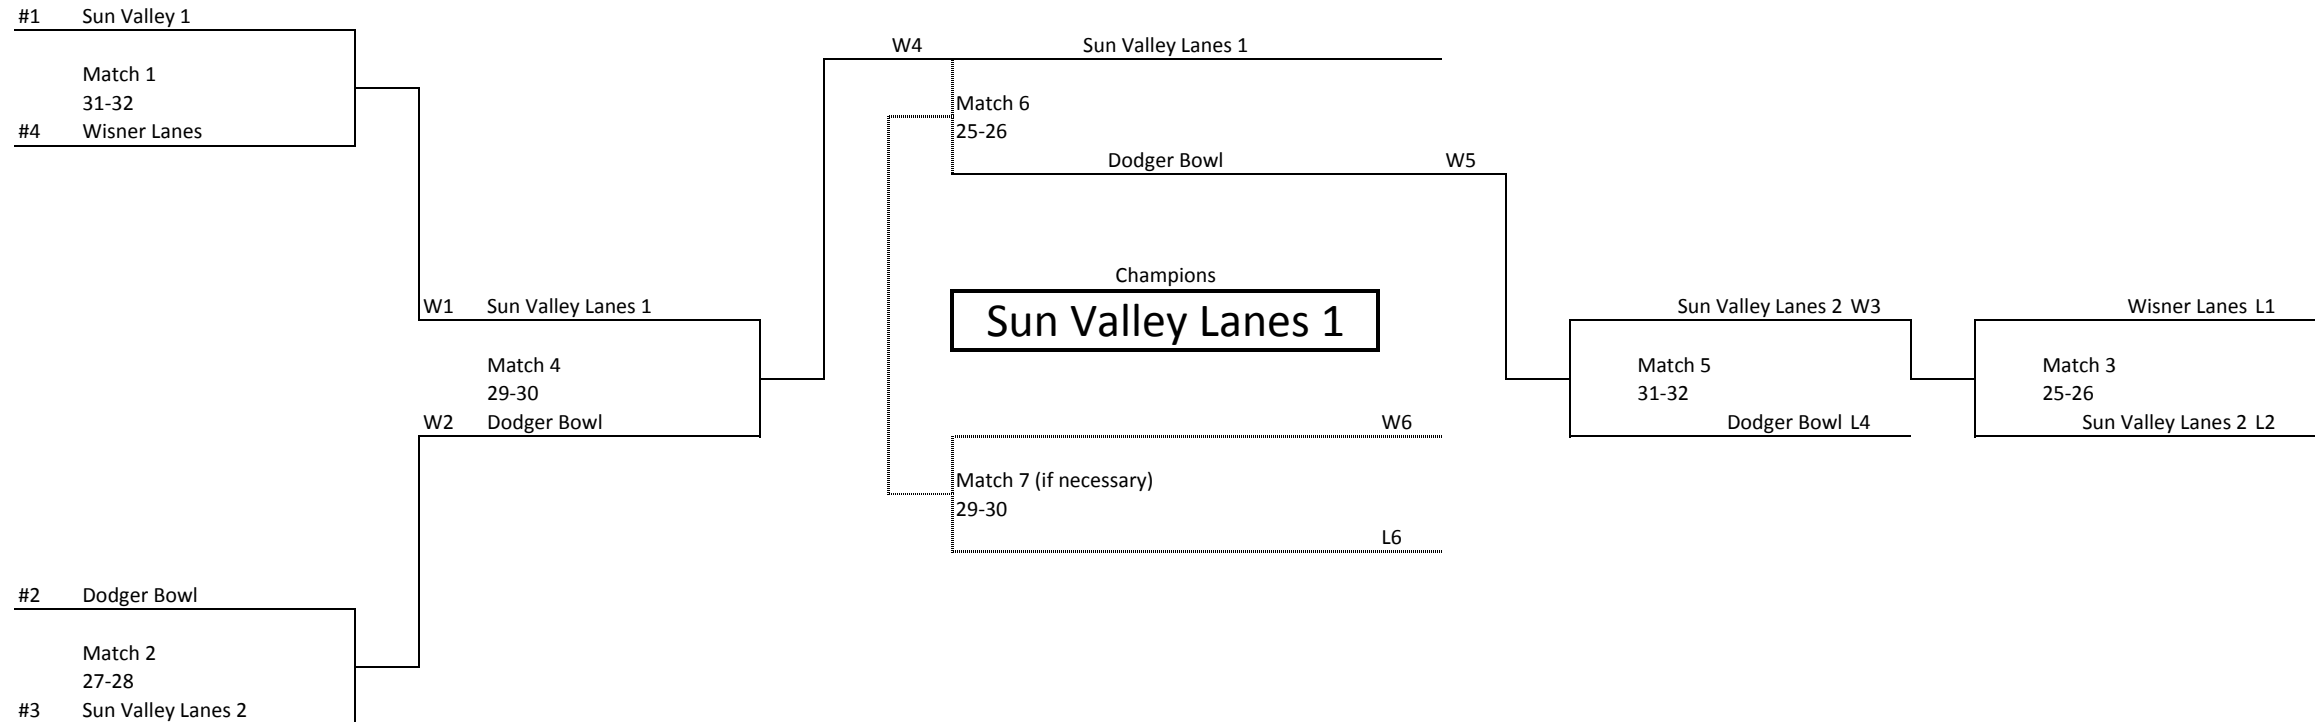 #1 Sun Valley 1
W4 Sun Valley Lanes 1
Match 1
31-32
#4 Wisner Lanes
Match 6
25-26
Dodger Bowl W5
Champions
Sun Valley Lanes 1
W1 Sun Valley Lanes 1
Match 4
29-30
W2 Dodger Bowl
Sun Valley Lanes 2 W3
Match 5
31-32
Dodger Bowl L4
Wisner Lanes L1
Match 3
25-26
Sun Valley Lanes 2 L2
W6
Match 7 (if necessary)
29-30
L6
#2 Dodger Bowl
Match 2
27-28
#3 Sun Valley Lanes 2